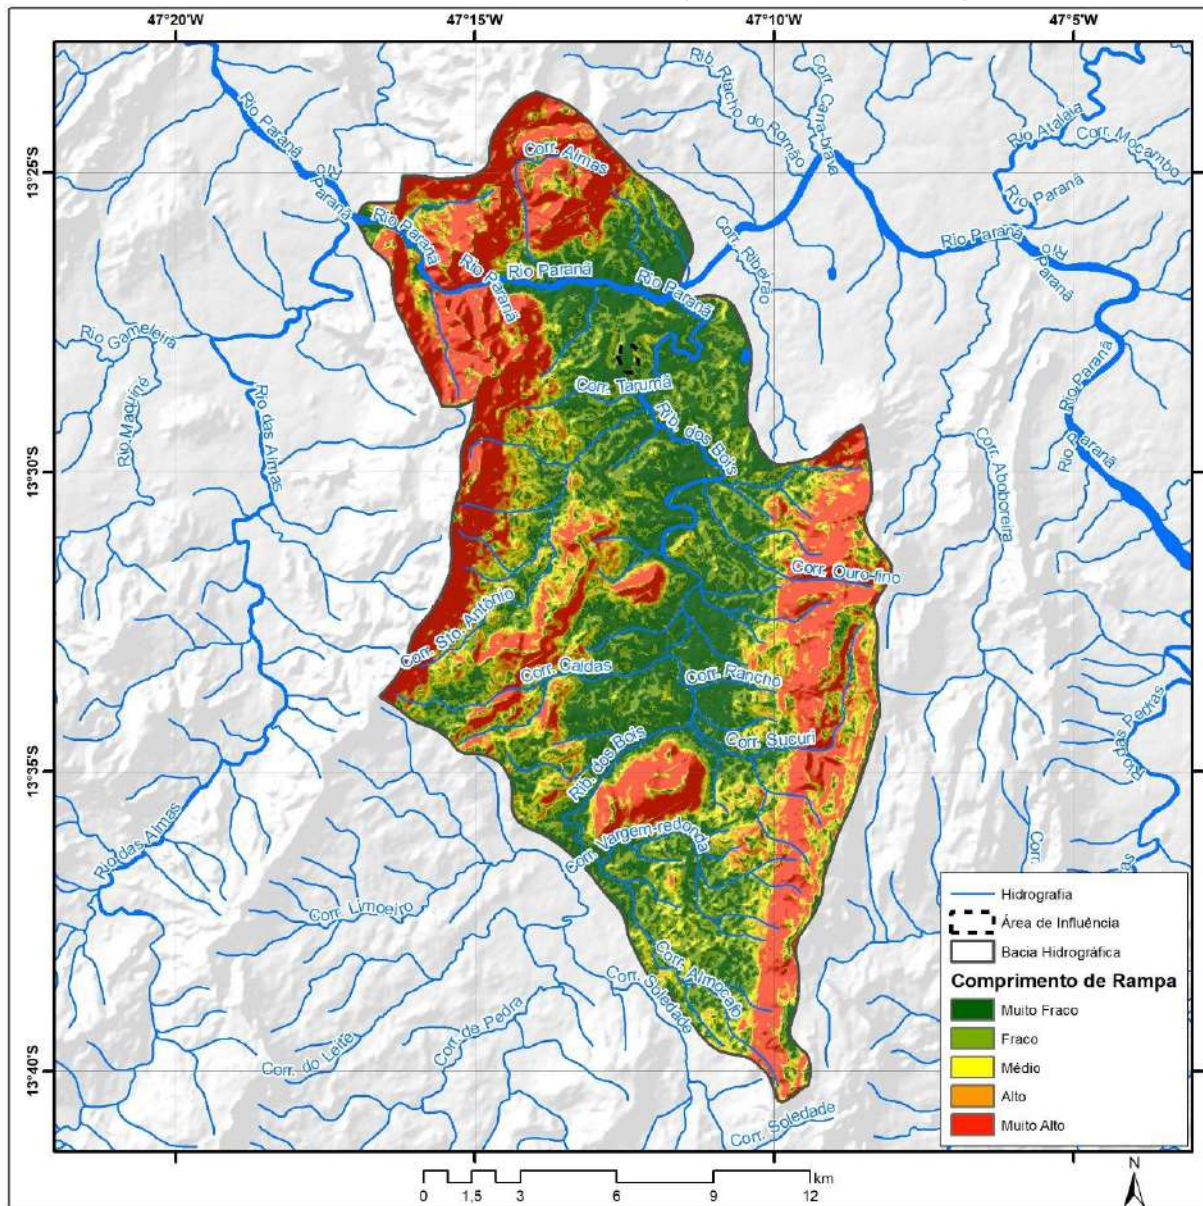 47°20'W
47°15'W
47°10'W
47°5'W
13°25'S
13°30'S
13°35'S
13°40'S
Rio Paraná
Rio Paraná
Rio Paraná
Rio Paraná
Rio Paraná
Rio Paraná
Corr. Almas
Rib. Riacho do Romão
Corr. Cana-brava
Rio Atalaia
Corr. Mocambo
Rio Paraná
Rio Paraná
Rio Paraná
Corr. Ribeirão
Rio Gameleira
Rio Maquiné
Rio das Almas
Corr. Tarumã
Rib. dos Bois
Rio Paraná
Rio Paraná
Corr. Aboboreira
Corr. Ouro-fino
Corr. Sto. Antônio
Corr. Caldas
Corr. Rancho
Corr. Sucuri
Rib. dos Bois
Rio das Pedras
Rio das Almas
Corr. Vargem-redonda
Corr.
Corr. Limoeiro
Corr. Almocafo
Corr. Soledade
Corr. de Pedra
Corr. do Leite
Corr. Soledade
Hidrografia
Área de Influência
Bacia Hidrográfica
Comprimento de Rampa
Muito Fraco
Fraco
Médio
Alto
Muito Alto
km
0 1,5 3 6 9 12
N